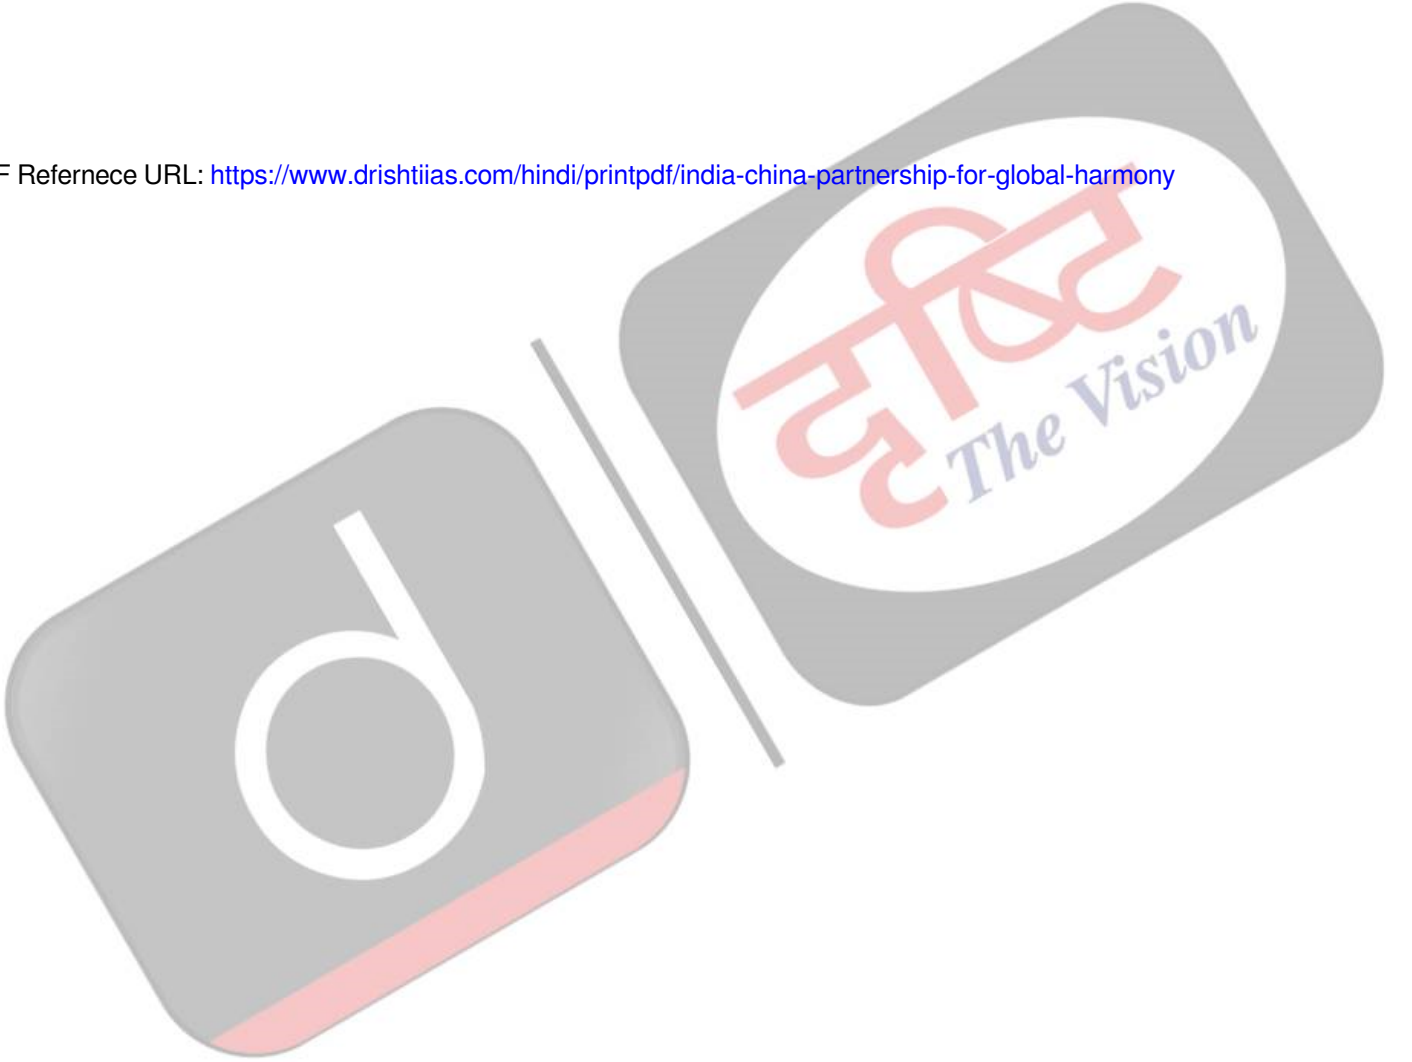 F Refernece URL: https://www.drishtiias.com/hindi/printpdf/india-china-partnership-for-global-harmony
दृष्टि
The Vision
d